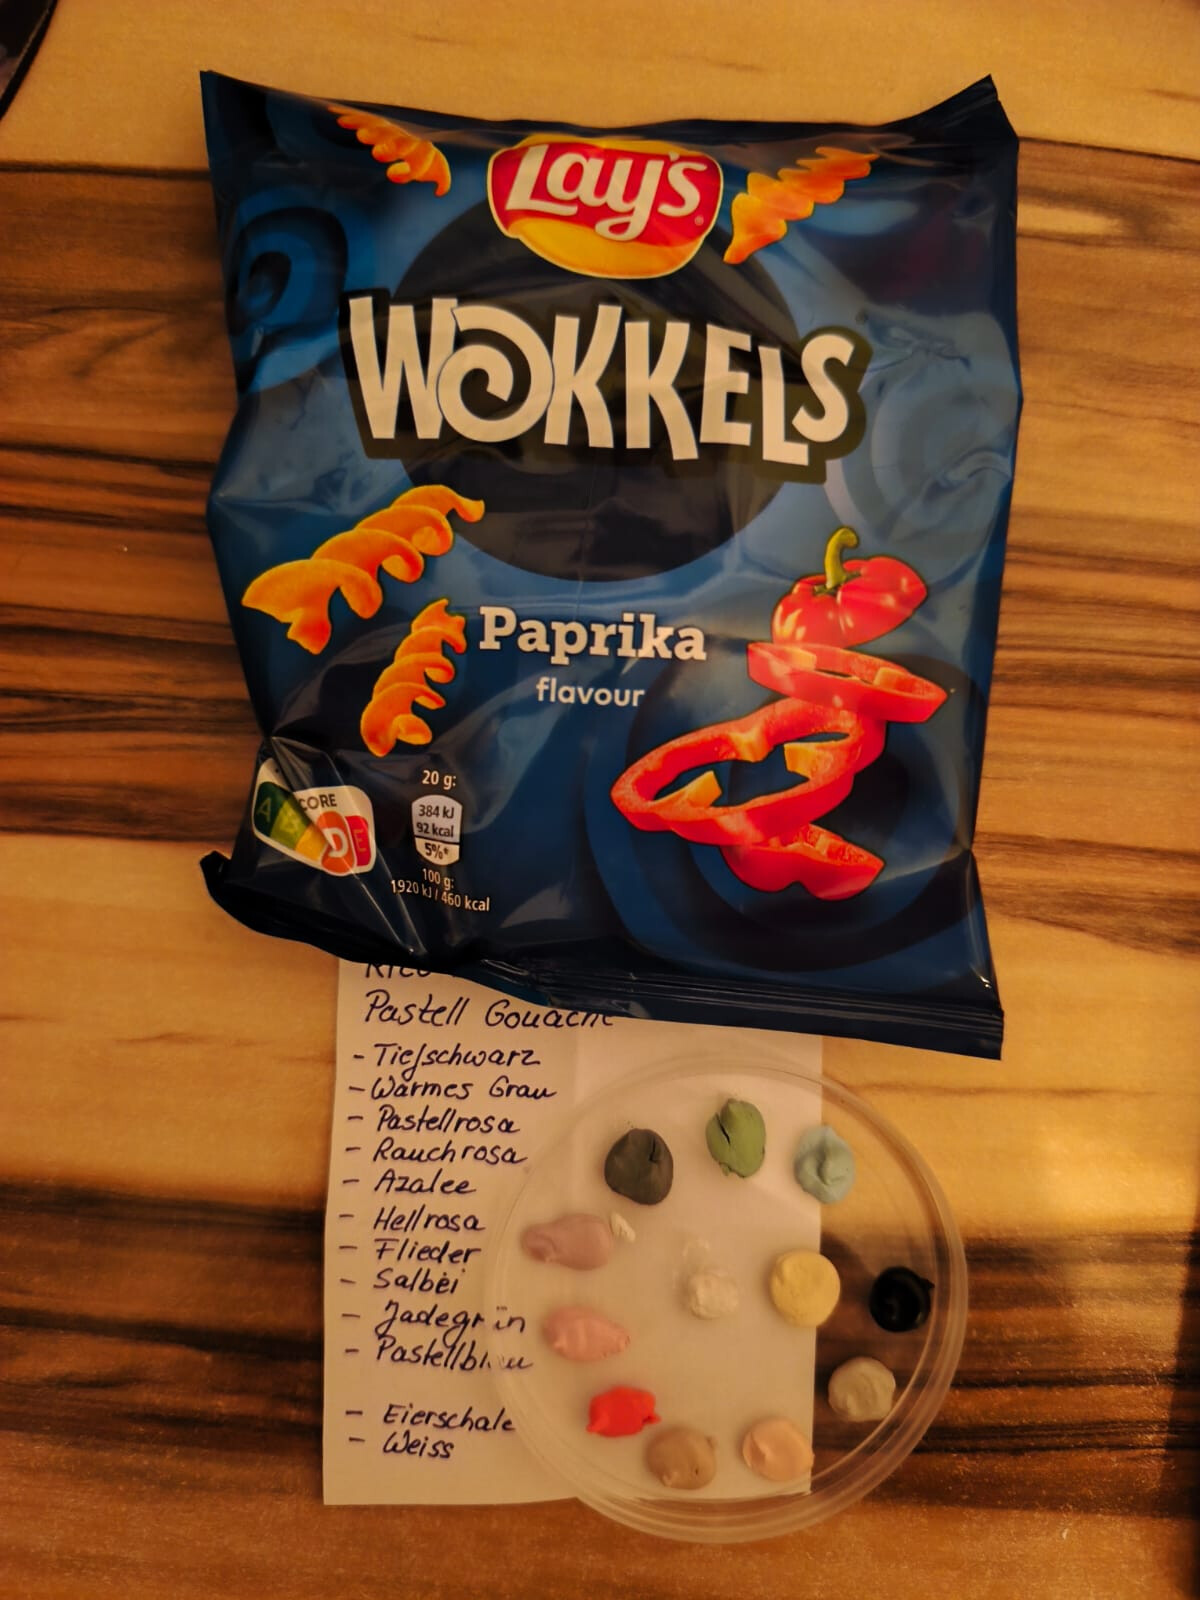 Lay's
WOKKELS
Paprika
flavour
20 g:
384 kJ
92 kcal
5%*
100 g:
1920 kJ / 460 kcal
A
CORE
D
E
Pastell Gouache
- Tiefschwarz
- Warmes Grau
- Pastellrosa
- Rauchrosa
- Azalee
- Hellrosa
- Flieder
- Salbei
- Jadegrün
- Pastellblau
- Eierschale
- Weiss